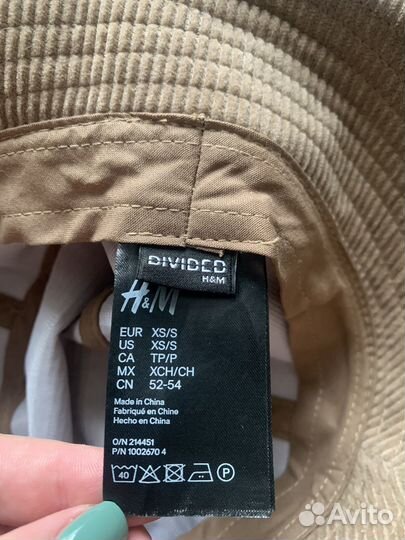 DIVIDED
H&M
H&M
EUR XS/S
US XS/S
CA TP/P
MX XCH/CH
CN 52-54
Made in China
Fabriqué en Chine
Hecho en China
O/N 214451
P/N 1002670 4
40
P
Avito